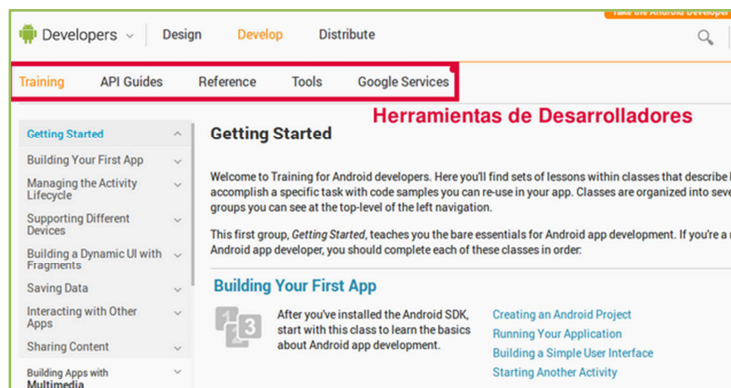 Take the Android Developer
Developers Design Develop Distribute
Training API Guides Reference Tools Google Services
Herramientas de Desarrolladores
Getting Started
Building Your First App
Managing the Activity
Lifecycle
Supporting Different
Devices
Building a Dynamic UI with
Fragments
Saving Data
Interacting with Other
Apps
Sharing Content
Building Apps with
Multimedia
Getting Started
Welcome to Training for Android developers. Here you'll find sets of lessons within classes that describe
accomplish a specific task with code samples you can re-use in your app. Classes are organized into seve
groups you can see at the top-level of the left navigation.
This first group, Getting Started, teaches you the bare essentials for Android app development. If you're a
Android app developer, you should complete each of these classes in order:
Building Your First App
123
After you've installed the Android SDK,
start with this class to learn the basics
about Android app development.
Creating an Android Project
Running Your Application
Building a Simple User Interface
Starting Another Activity